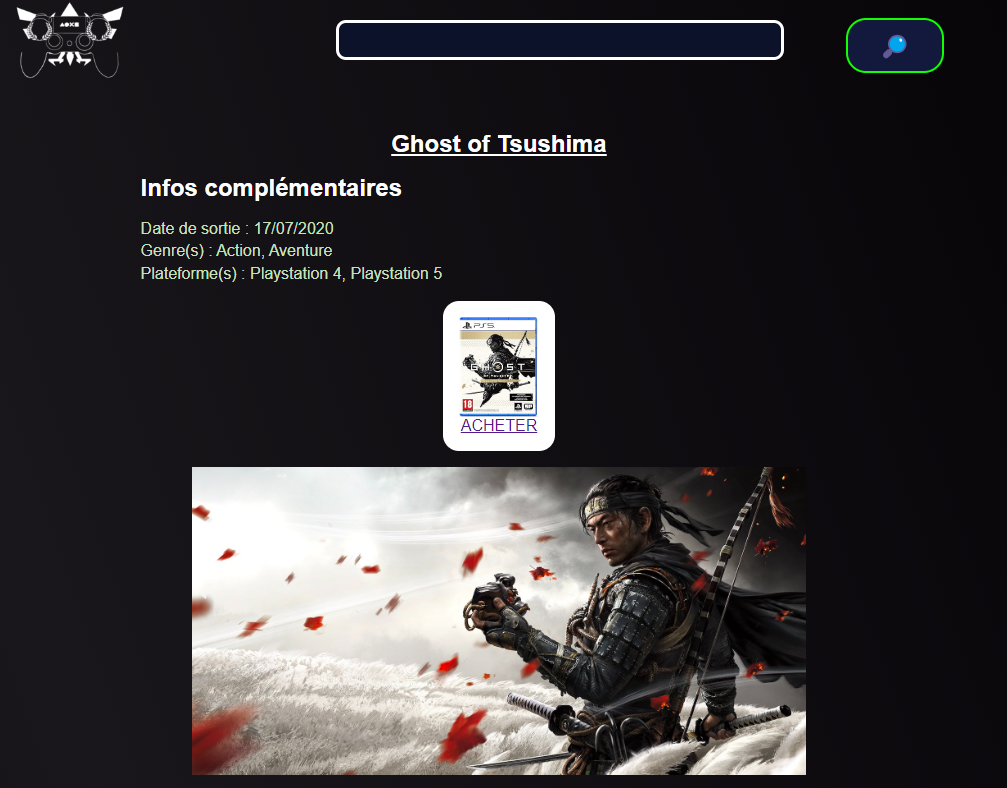 Ghost of Tsushima
Infos complémentaires
Date de sortie : 17/07/2020
Genre(s) : Action, Aventure
Plateforme(s) : Playstation 4, Playstation 5
PS5
GHOST
18
ACHETER